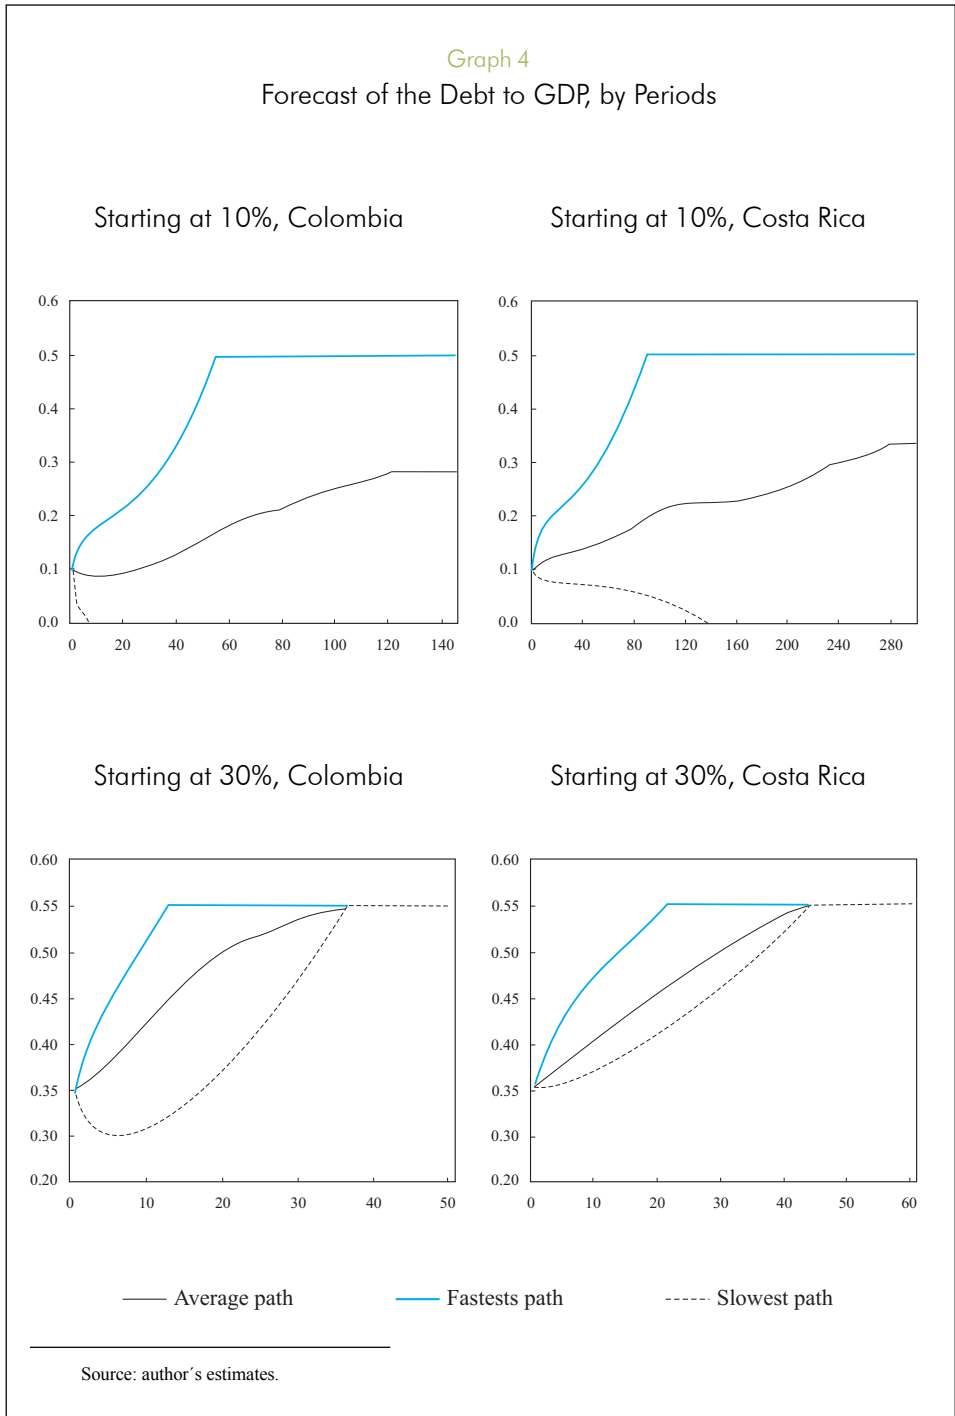 Graph 4
Forecast of the Debt to GDP, by Periods
Starting at 10%, Colombia
0.6
0.5
0.4
0.3
0.2
0.1
0.0
0 20 40 60 80 100 120 140
Starting at 10%, Costa Rica
0.6
0.5
0.4
0.3
0.2
0.1
0.0
0 40 80 120 160 200 240 280
Starting at 30%, Colombia
0.60
0.55
0.50
0.45
0.40
0.35
0.30
0.20
0 10 20 30 40 50
Starting at 30%, Costa Rica
0.60
0.55
0.50
0.45
0.40
0.35
0.30
0.20
0 10 20 30 40 50 60
Average path Fastests path Slowest path
Source: author´s estimates.